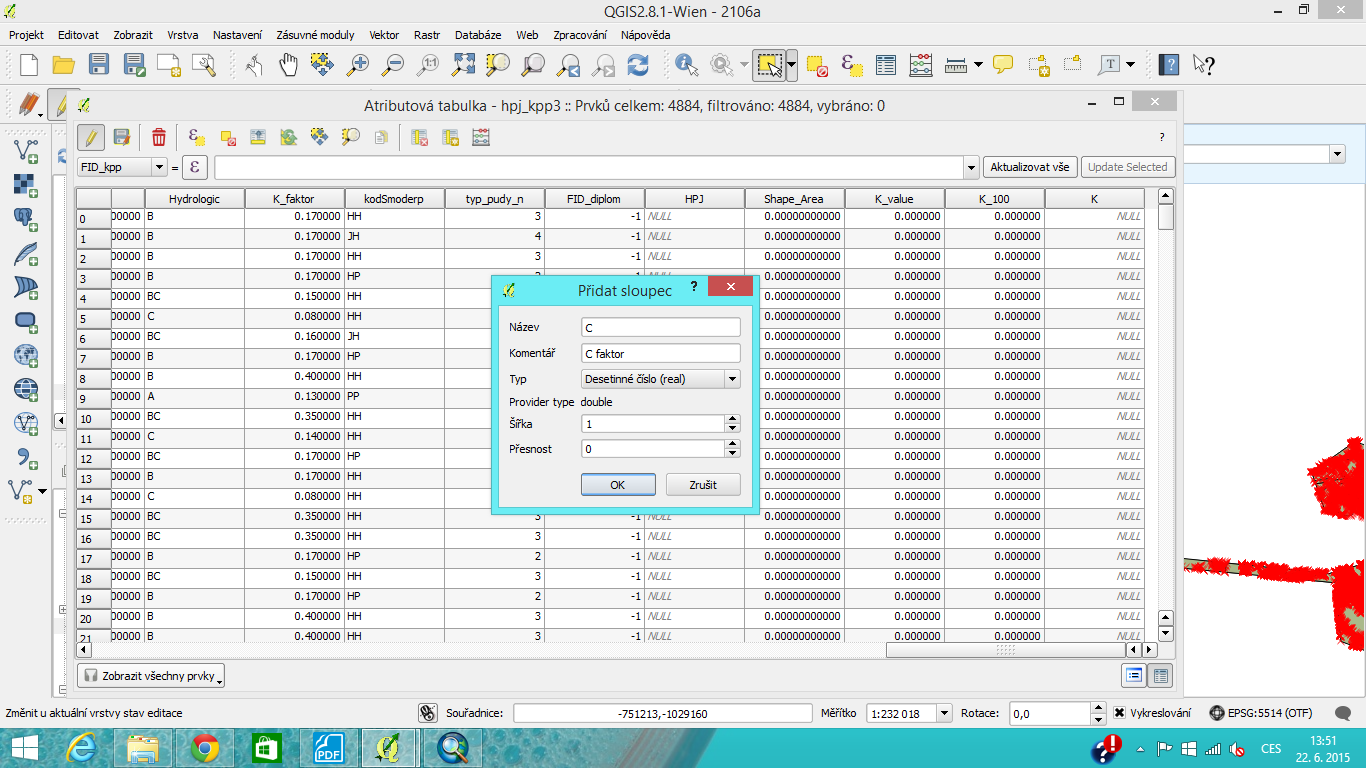 QGIS2.8.1-Wien - 2106a
Projekt Editovat Zobrazit Vrstva Nastavení Zásuvné moduly Vektor Rastr Databáze Web Zpracování Nápověda
Atributová tabulka - hpj_kpp3 :: Prvků celkem: 4884, filtrováno: 4884, vybráno: 0
FID_kpp = ε Aktualizovat vše Update Selected
Hydrologic K_faktor kodSmoderp typ_pudy_n FID_diplom HPJ Shape_Area K_value K_100 K
0 00000 B 0.170000 HH 3 -1 NULL 0.00000000000 0.000000 0.000000 NULL
1 00000 B 0.170000 JH 4 -1 NULL 0.00000000000 0.000000 0.000000 NULL
2 00000 B 0.170000 HH 3 -1 NULL 0.00000000000 0.000000 0.000000 NULL
3 00000 B 0.170000 HP 0.00000000000 0.000000 0.000000 NULL
4 00000 BC 0.150000 HH 0.00000000000 0.000000 0.000000 NULL
5 00000 C 0.080000 HH 0.00000000000 0.000000 0.000000 NULL
6 00000 BC 0.160000 JH 0.00000000000 0.000000 0.000000 NULL
7 00000 B 0.170000 HP 0.00000000000 0.000000 0.000000 NULL
8 00000 B 0.400000 HH 0.00000000000 0.000000 0.000000 NULL
9 00000 A 0.130000 PP 0.00000000000 0.000000 0.000000 NULL
10 00000 BC 0.350000 HH 0.00000000000 0.000000 0.000000 NULL
11 00000 C 0.140000 HH 0.00000000000 0.000000 0.000000 NULL
12 00000 BC 0.170000 HP 0.00000000000 0.000000 0.000000 NULL
13 00000 B 0.170000 HH 0.00000000000 0.000000 0.000000 NULL
14 00000 C 0.080000 HH 0.00000000000 0.000000 0.000000 NULL
15 00000 BC 0.350000 HH 3 -1 NULL 0.00000000000 0.000000 0.000000 NULL
16 00000 BC 0.350000 HH 3 -1 NULL 0.00000000000 0.000000 0.000000 NULL
17 00000 B 0.170000 HP 2 -1 NULL 0.00000000000 0.000000 0.000000 NULL
18 00000 BC 0.150000 HH 3 -1 NULL 0.00000000000 0.000000 0.000000 NULL
19 00000 B 0.170000 HP 2 -1 NULL 0.00000000000 0.000000 0.000000 NULL
20 00000 B 0.400000 HH 3 -1 NULL 0.00000000000 0.000000 0.000000 NULL
21 00000 B 0.400000 HH 3 -1 NULL 0.00000000000 0.000000 0.000000 NULL
Přidat sloupec ?
Název C
Komentář C faktor
Typ Desetinné číslo (real)
Provider type double
Šířka 1
Přesnost 0
OK Zrušit
Zobrazit všechny prvky
Změnit u aktuální vrstvy stav editace Souřadnice: -751213,-1029160 Měřítko 1:232 018 Rotace: 0,0 Vykreslování EPSG:5514 (OTF)
PDF CES 13:51
22. 6. 2015